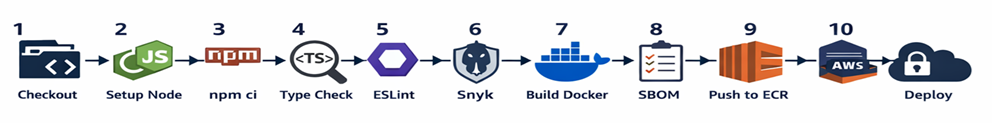 1 2 3 4 5 6 7 8 9 10
JS npm <TS> AWS
Checkout Setup Node npm ci Type Check ESLint Snyk Build Docker SBOM Push to ECR Deploy